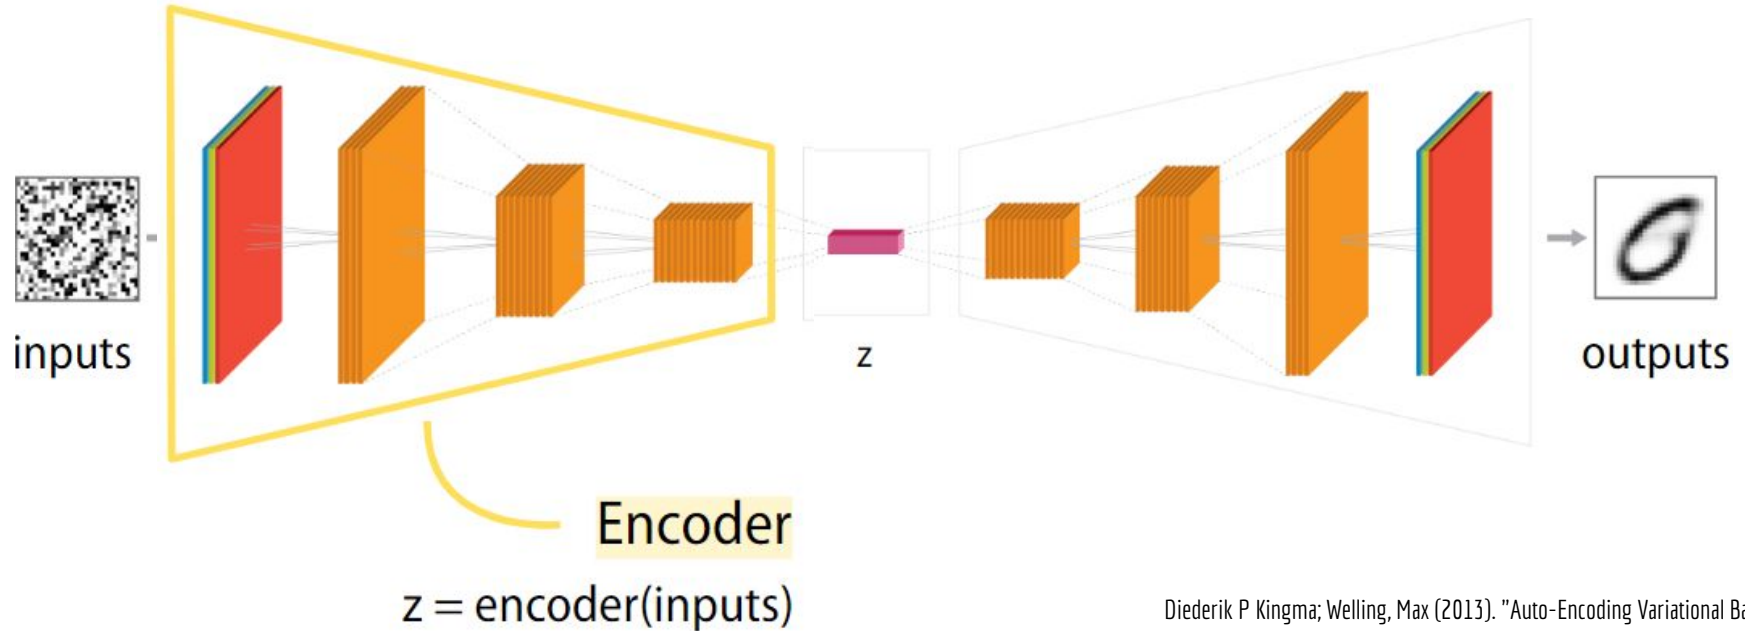 inputs
z
outputs
Encoder
z = encoder(inputs)
Diederik P Kingma; Welling, Max (2013). "Auto-Encoding Variational